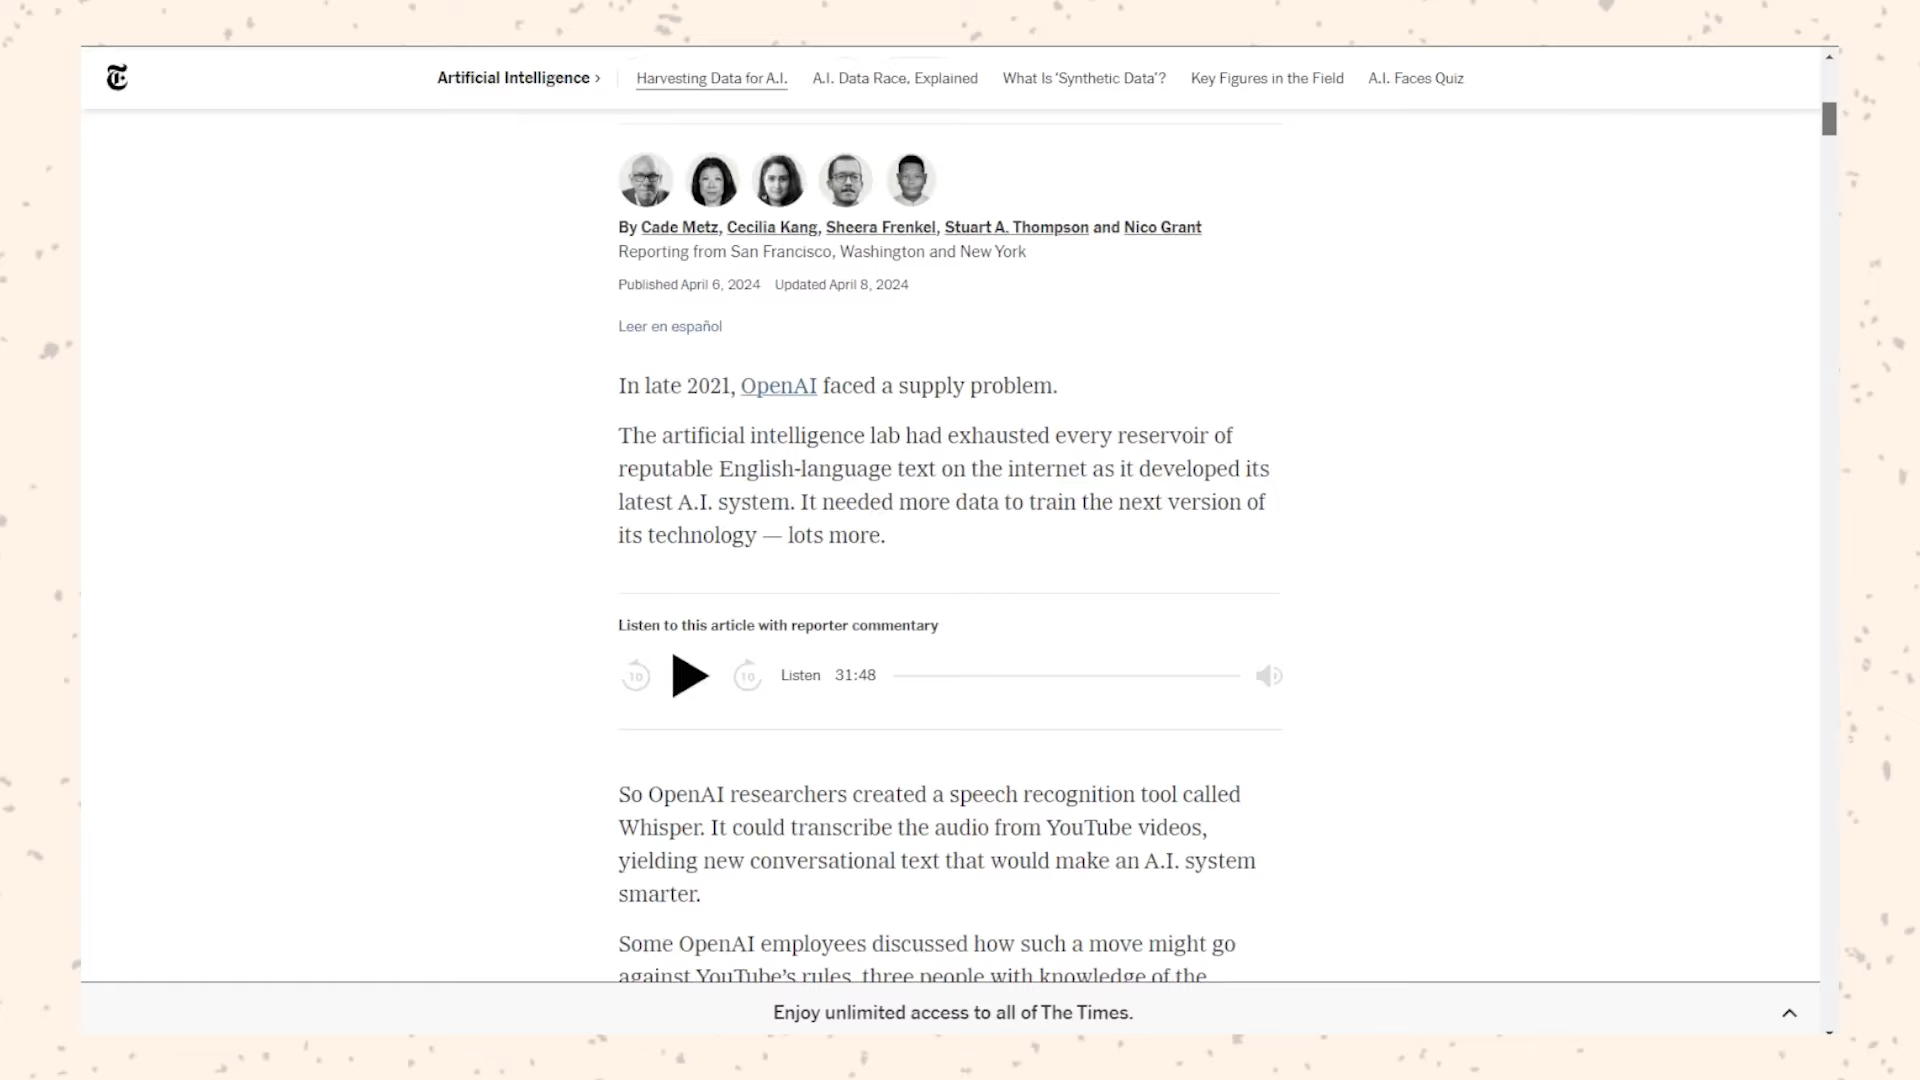 Artificial Intelligence ›
Harvesting Data for A.I.
A.I. Data Race, Explained
What Is ‘Synthetic Data’?
Key Figures in the Field
A.I. Faces Quiz
By Cade Metz, Cecilia Kang, Sheera Frenkel, Stuart A. Thompson and Nico Grant
Reporting from San Francisco, Washington and New York
Published April 6, 2024 Updated April 8, 2024
Leer en español
In late 2021, OpenAI faced a supply problem.
The artificial intelligence lab had exhausted every reservoir of
reputable English-language text on the internet as it developed its
latest A.I. system. It needed more data to train the next version of
its technology — lots more.
Listen to this article with reporter commentary
10
10
Listen 31:48
So OpenAI researchers created a speech recognition tool called
Whisper. It could transcribe the audio from YouTube videos,
yielding new conversational text that would make an A.I. system
smarter.
Some OpenAI employees discussed how such a move might go
against YouTube’s rules, three people with knowledge of the
Enjoy unlimited access to all of The Times.